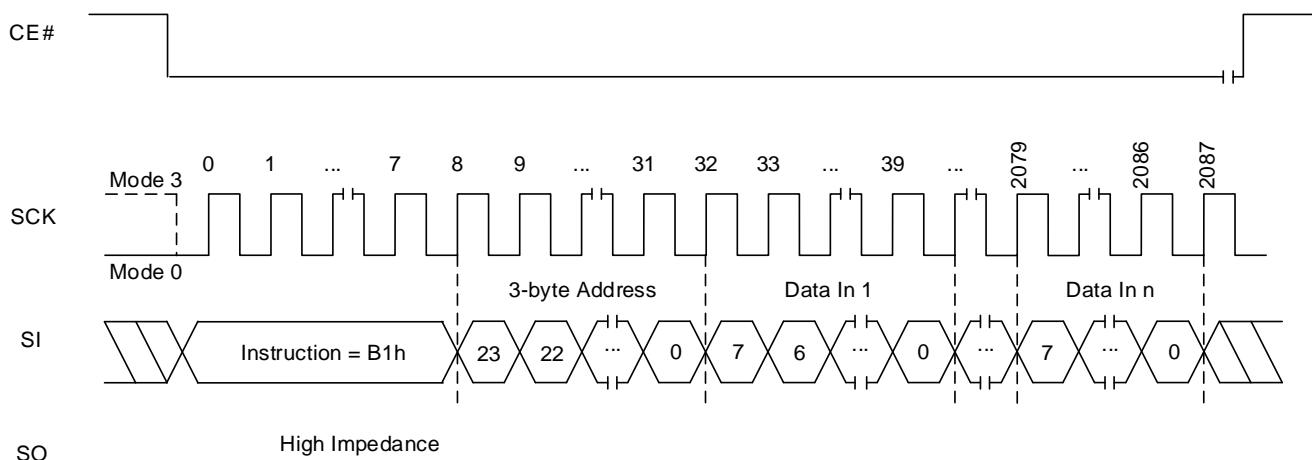 CE#
0 1 ... 7 8 9 ... 31 32 33 ... 39 ... 2079 ... 2086 2087
Mode 3
SCK
Mode 0
3-byte Address Data In 1 Data In n
SI
Instruction = B1h 23 22 ... 0 7 6 ... 0 ... 7 ... 0
High Impedance
SO